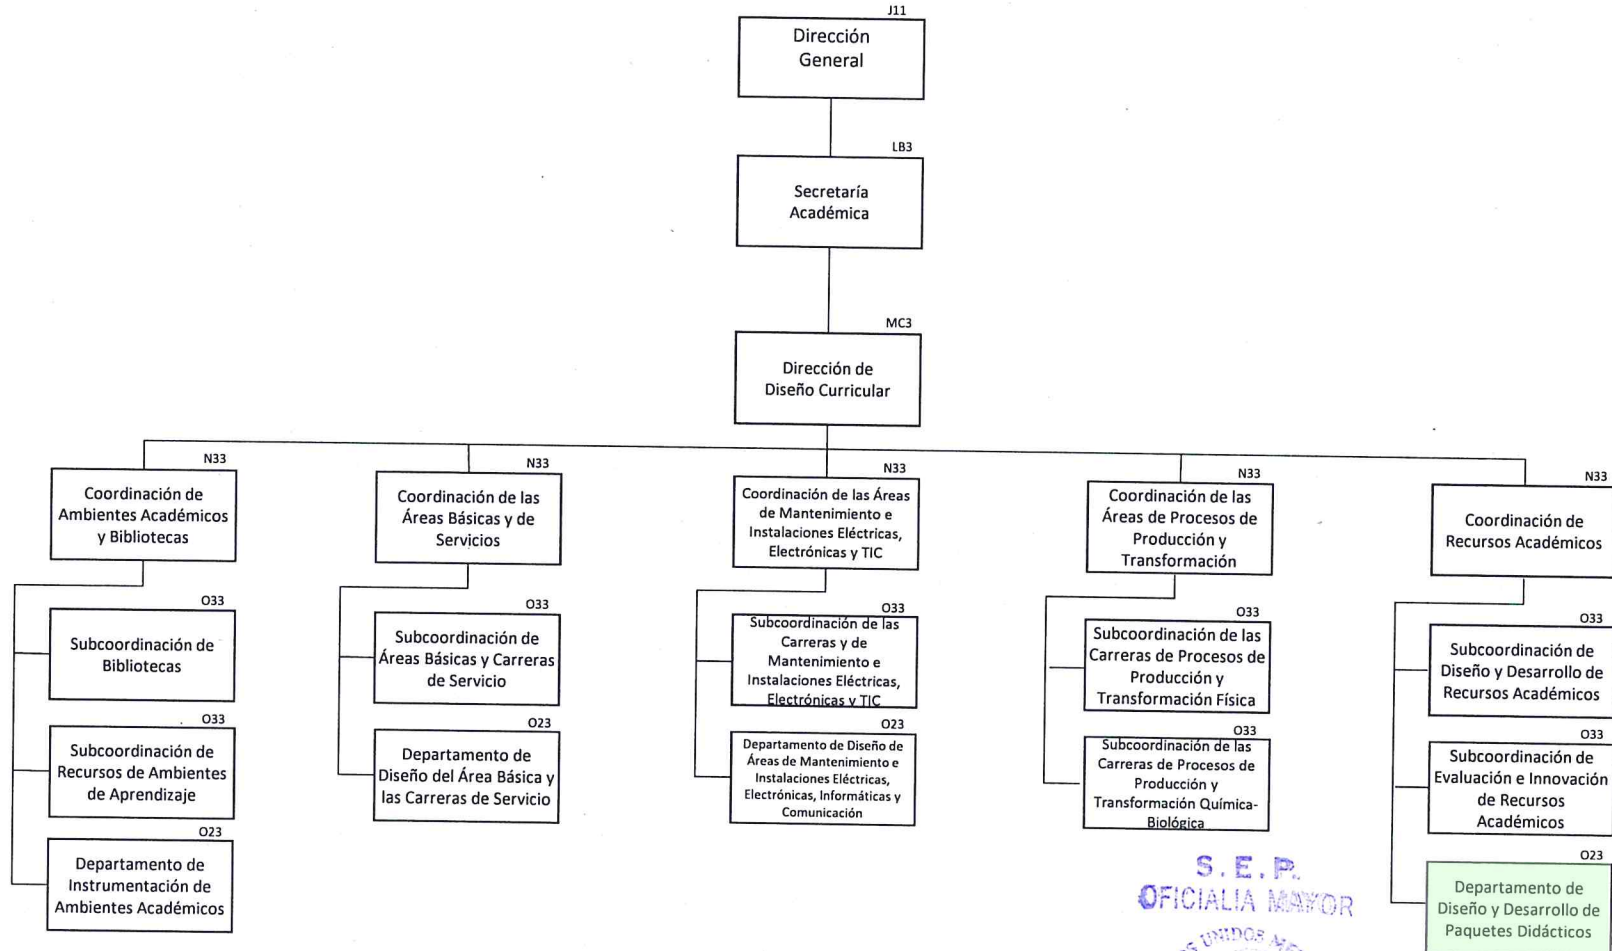 J11
Dirección
General
LB3
Secretaría
Académica
MC3
Dirección de
Diseño Curricular
N33
Coordinación de
Ambientes Académicos
y Bibliotecas
N33
Coordinación de las
Áreas Básicas y de
Servicios
N33
Coordinación de las Áreas
de Mantenimiento e
Instalaciones Eléctricas,
Electrónicas y TIC
N33
Coordinación de las
Áreas de Procesos de
Producción y
Transformación
N33
Coordinación de
Recursos Académicos
O33
Subcoordinación de
Bibliotecas
O33
Subcoordinación de
Recursos de Ambientes
de Aprendizaje
O23
Departamento de
Instrumentación de
Ambientes Académicos
O33
Subcoordinación de
Áreas Básicas y Carreras
de Servicio
O23
Departamento de
Diseño del Área Básica y
las Carreras de Servicio
O33
Subcoordinación de las
Carreras y de
Mantenimiento e
Instalaciones Eléctricas,
Electrónicas y TIC
O23
Departamento de Diseño de
Áreas de Mantenimiento e
Instalaciones Eléctricas,
Electrónicas, Informáticas y
Comunicación
O33
Subcoordinación de las
Carreras de Procesos de
Producción y
Transformación Física
O33
Subcoordinación de las
Carreras de Procesos de
Producción y
Transformación Química-
Biológica
O33
Subcoordinación de
Diseño y Desarrollo de
Recursos Académicos
O33
Subcoordinación de
Evaluación e Innovación
de Recursos
Académicos
O23
Departamento de
Diseño y Desarrollo de
Paquetes Didácticos
S.E.P.
OFICIALIA MAYOR
UNIDOS